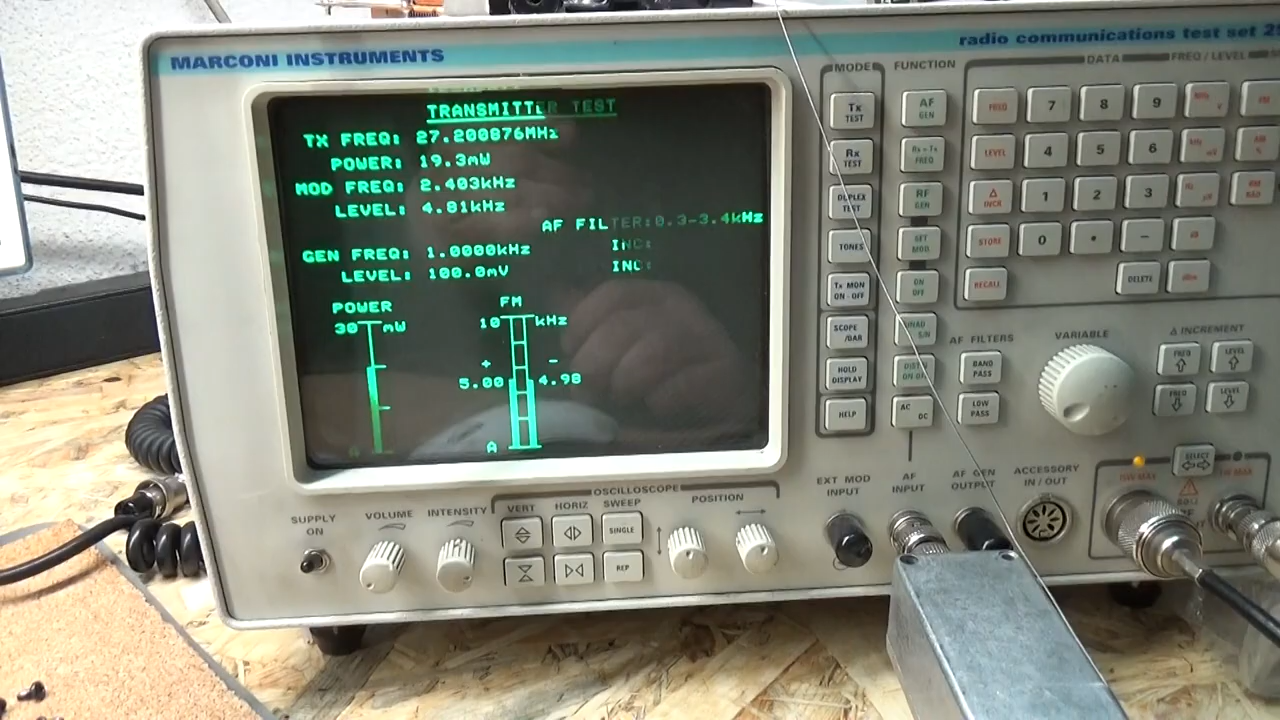 MARCONI INSTRUMENTS
radio communications test set
TRANSMITTER TEST
TX FREQ: 27.200876MHz
POWER: 19.3mW
MOD FREQ: 2.403kHz
LEVEL: 4.81kHz
AF FILTER:0.3-3.4kHz
GEN FREQ: 1.0000kHz
INC:
LEVEL: 100.0mV
INC:
POWER
FM
30 mW
10 kHz
+ -
5.00 4.98
A A
MODE
FUNCTION
DATA
FREQ / LEVEL
Tx TEST
AF GEN
FREQ
7
8
9
Rx TEST
Rx=Tx FREQ
LEVEL
4
5
6
DUPLEX TEST
RF GEN
Δ INCR
1
2
3
TONES
SET MOD.
STORE
0
•
–
Tx MON ON-OFF
ON OFF
RECALL
DELETE
SCOPE /BAR
SINAD S/N
AF FILTERS
VARIABLE
Δ INCREMENT
HOLD DISPLAY
DISTN ON OFF
BAND PASS
FREQ
LEVEL
HELP
AC DC
LOW PASS
FREQ
LEVEL
OSCILLOSCOPE
SUPPLY ON
VOLUME
INTENSITY
VERT
HORIZ
SWEEP
POSITION
SINGLE
REP
EXT MOD INPUT
AF INPUT
AF GEN OUTPUT
ACCESSORY IN / OUT
SELECT